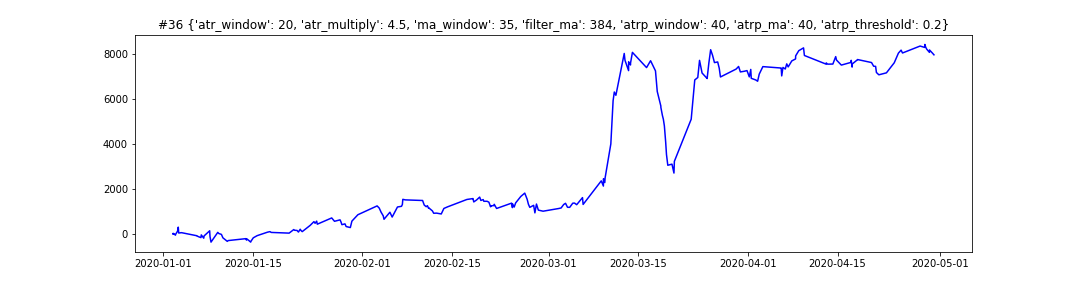 #36 {'atr_window': 20, 'atr_multiply': 4.5, 'ma_window': 35, 'filter_ma': 384, 'atrp_window': 40, 'atrp_ma': 40, 'atrp_threshold': 0.2}
8000
6000
4000
2000
0
2020-01-01 2020-01-15 2020-02-01 2020-02-15 2020-03-01 2020-03-15 2020-04-01 2020-04-15 2020-05-01